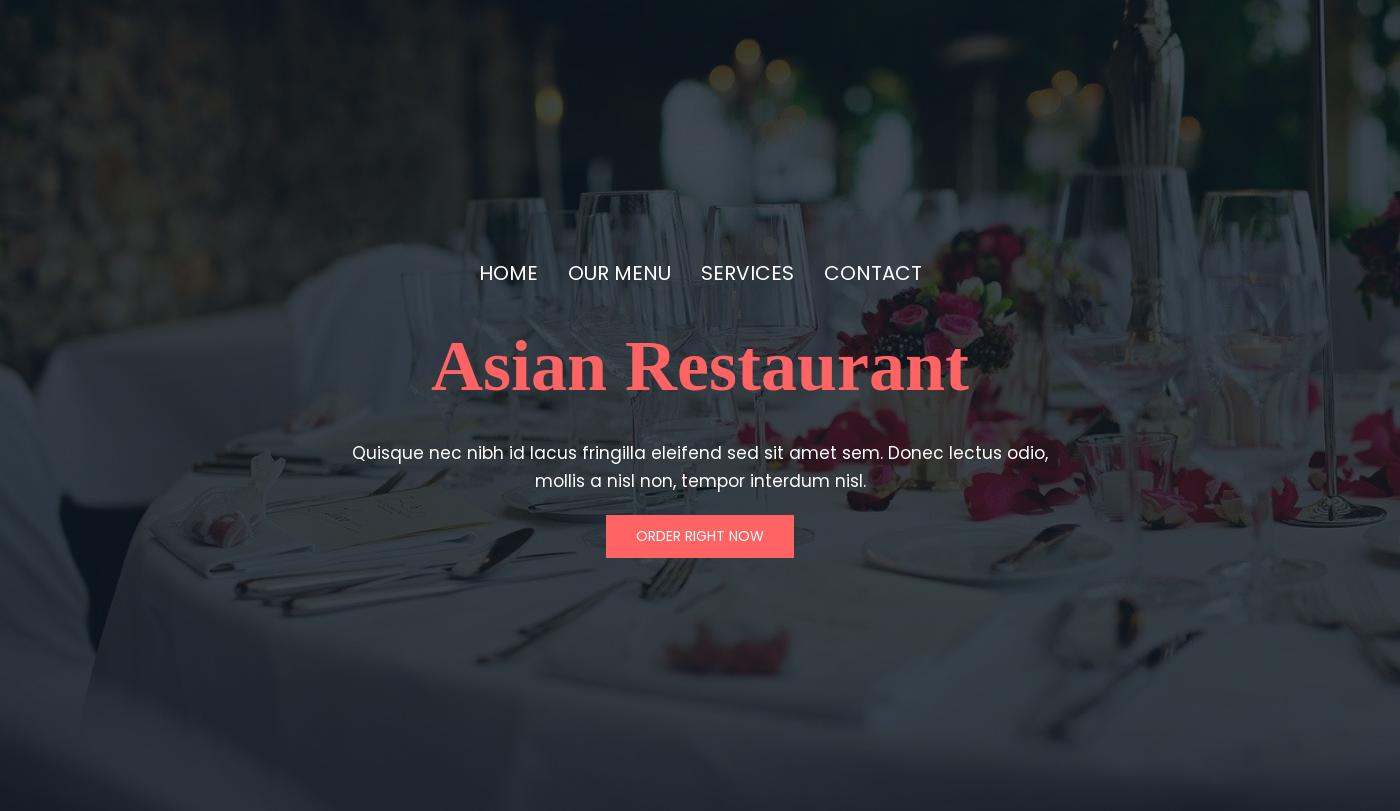 HOME OUR MENU SERVICES CONTACT
Asian Restaurant
Quisque nec nibh id lacus fringilla eleifend sed sit amet sem. Donec lectus odio,
mollis a nisl non, tempor interdum nisl.
ORDER RIGHT NOW